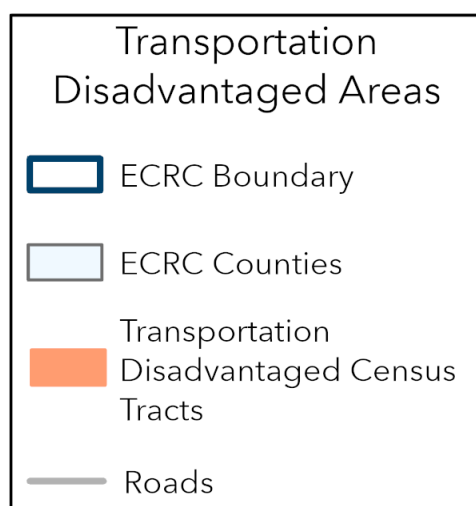 Transportation
Disadvantaged Areas
ECRC Boundary
ECRC Counties
Transportation
Disadvantaged Census
Tracts
Roads